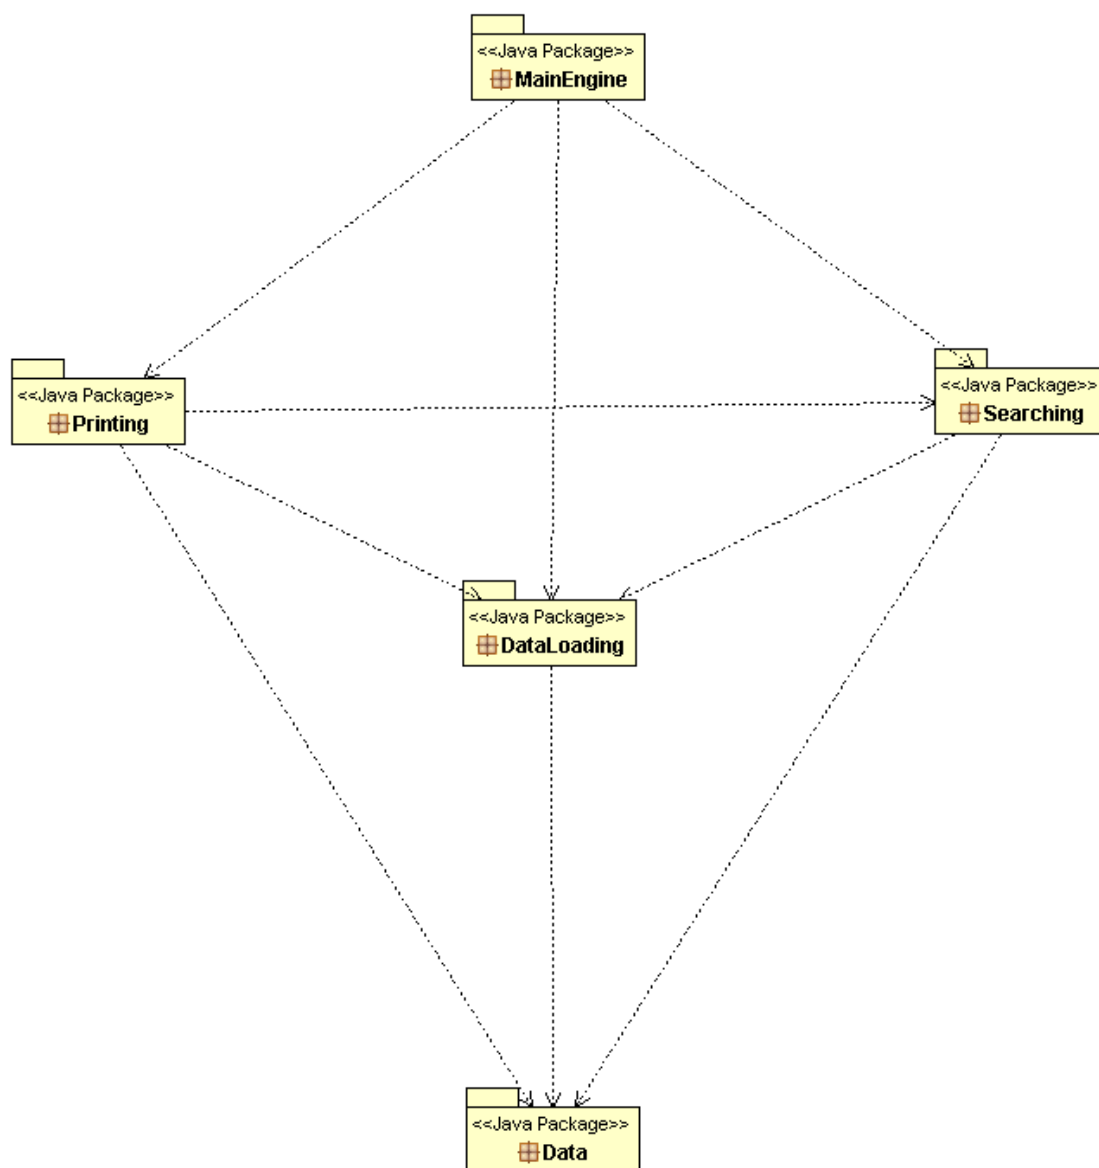 <<Java Package>>
MainEngine
<<Java Package>>
Printing
<<Java Package>>
Searching
<<Java Package>>
DataLoading
<<Java Package>>
Data